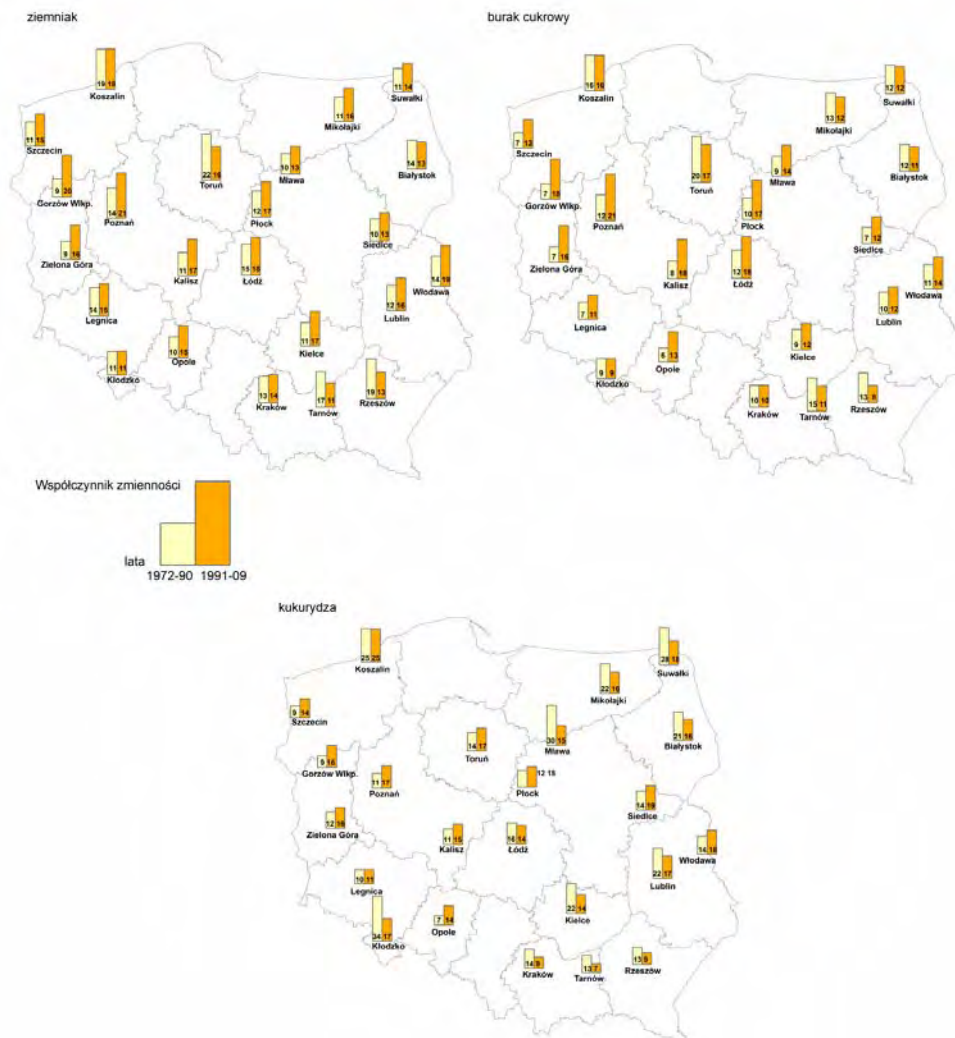 ziemniak
burak cukrowy
19 18
Koszalin
11 14
Suwałki
11 16
Mikołajki
11 15
Szczecin
22 16
Toruń
10 13
Mława
14 13
Białystok
9 20
Gorzów Wlkp.
14 21
Poznań
12 17
Płock
10 13
Siedlce
9 16
Zielona Góra
11 17
Kalisz
15 18
Łódź
14 19
Włodawa
14 15
Legnica
12 16
Lublin
10 15
Opole
11 17
Kielce
11 11
Kłodzko
13 14
Kraków
17 11
Tarnów
19 13
Rzeszów
16 16
Koszalin
12 12
Suwałki
13 12
Mikołajki
7 13
Szczecin
20 17
Toruń
9 14
Mława
12 11
Białystok
7 18
Gorzów Wlkp.
12 21
Poznań
10 17
Płock
7 12
Siedlce
7 16
Zielona Góra
8 18
Kalisz
12 18
Łódź
11 14
Włodawa
7 11
Legnica
10 12
Lublin
6 13
Opole
9 12
Kielce
9 9
Kłodzko
10 10
Kraków
15 11
Tarnów
13 8
Rzeszów
Współczynnik zmienności
lata
1972-90 1991-09
kukurydza
25 25
Koszalin
28 18
Suwałki
22 16
Mikołajki
9 14
Szczecin
14 17
Toruń
30 15
Mława
21 16
Białystok
9 16
Gorzów Wlkp.
11 17
Poznań
12 15
Płock
14 19
Siedlce
12 16
Zielona Góra
11 15
Kalisz
16 14
Łódź
14 18
Włodawa
10 11
Legnica
22 17
Lublin
34 17
Kłodzko
7 14
Opole
22 14
Kielce
14 9
Kraków
13 7
Tarnów
13 9
Rzeszów